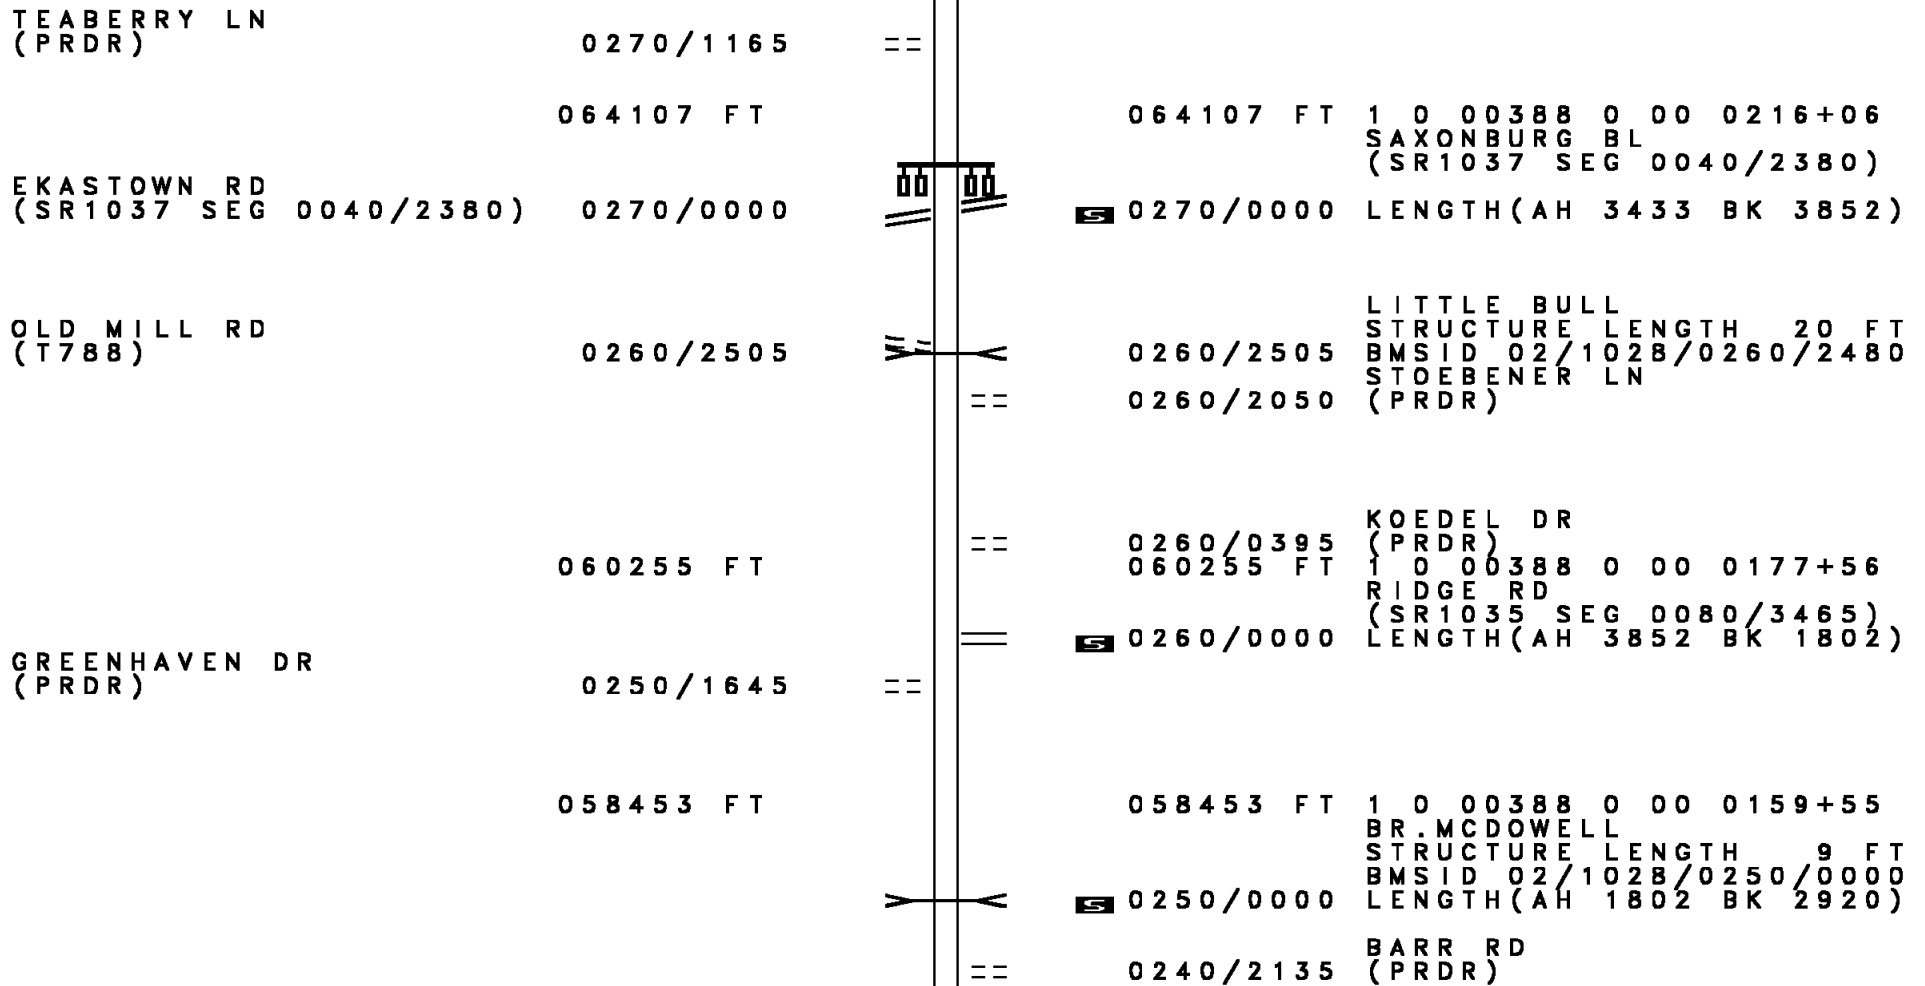 TEABERRY LN
(PRDR) 0270/1165
064107 FT 064107 FT 1 0 00388 0 00 0216+06
SAXONBURG BL
(SR1037 SEG 0040/2380)
EKASTOWN RD
(SR1037 SEG 0040/2380) 0270/0000 S 0270/0000 LENGTH(AH 3433 BK 3852)
LITTLE BULL
OLD MILL RD STRUCTURE LENGTH 20 FT
(T788) 0260/2505 0260/2505 BMSID 02/1028/0260/2480
STOEBENER LN
0260/2050 (PRDR)
KOEDEL DR
0260/0395 (PRDR)
060255 FT 060255 FT 1 0 00388 0 00 0177+56
RIDGE RD
(SR1035 SEG 0080/3465)
S 0260/0000 LENGTH(AH 3852 BK 1802)
GREENHAVEN DR
(PRDR) 0250/1645
058453 FT 058453 FT 1 0 00388 0 00 0159+55
BR.MCDOWELL
STRUCTURE LENGTH 9 FT
BMSID 02/1028/0250/0000
S 0250/0000 LENGTH(AH 1802 BK 2920)
BARR RD
0240/2135 (PRDR)